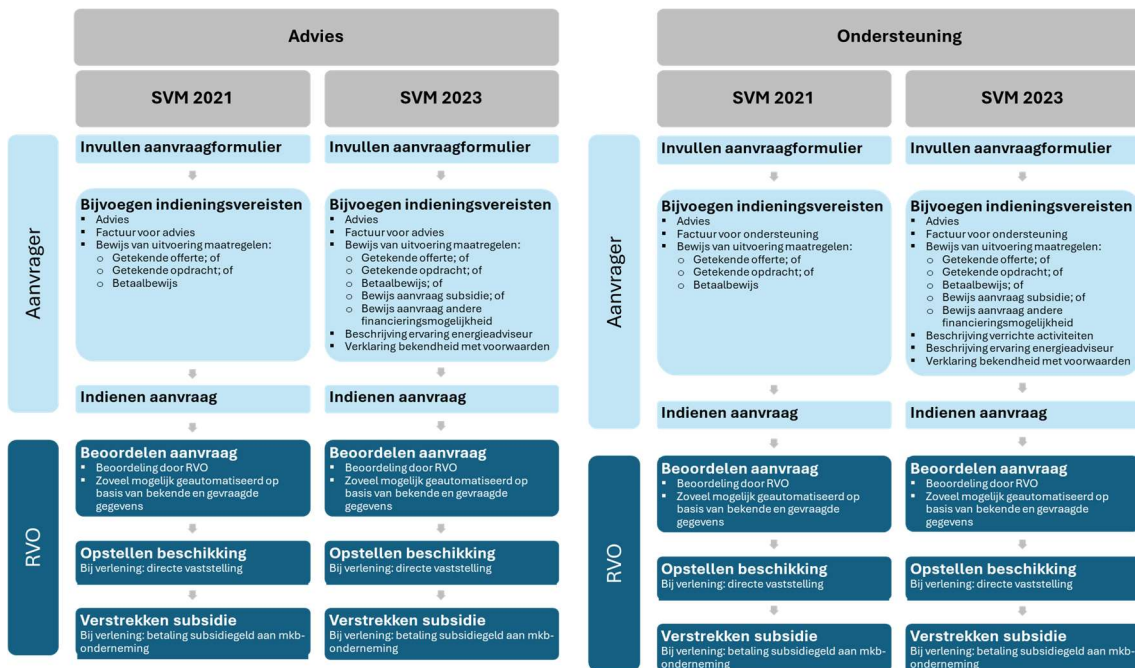 Advies
SVM 2021
SVM 2023
Aanvrager
Invullen aanvraagformulier
Bijvoegen indieningsvereisten
▪ Advies
▪ Factuur voor advies
▪ Bewijs van uitvoering maatregelen:
o Getekende offerte; of
o Getekende opdracht; of
o Betaalbewijs
Indienen aanvraag
Invullen aanvraagformulier
Bijvoegen indieningsvereisten
▪ Advies
▪ Factuur voor advies
▪ Bewijs van uitvoering maatregelen:
o Getekende offerte; of
o Getekende opdracht; of
o Betaalbewijs; of
o Bewijs aanvraag subsidie; of
o Bewijs aanvraag andere
financieringsmogelijkheid
▪ Beschrijving ervaring energieadviseur
▪ Verklaring bekendheid met voorwaarden
Indienen aanvraag
RVO
Beoordelen aanvraag
▪ Beoordeling door RVO
▪ Zoveel mogelijk geautomatiseerd op
basis van bekende en gevraagde
gegevens
Opstellen beschikking
Bij verlening: directe vaststelling
Verstrekken subsidie
Bij verlening: betaling subsidiegeld aan mkb-
onderneming
Beoordelen aanvraag
▪ Beoordeling door RVO
▪ Zoveel mogelijk geautomatiseerd op
basis van bekende en gevraagde
gegevens
Opstellen beschikking
Bij verlening: directe vaststelling
Verstrekken subsidie
Bij verlening: betaling subsidiegeld aan mkb-
onderneming
Ondersteuning
SVM 2021
SVM 2023
Aanvrager
Invullen aanvraagformulier
Bijvoegen indieningsvereisten
▪ Advies
▪ Factuur voor ondersteuning
▪ Bewijs van uitvoering maatregelen:
o Getekende offerte; of
o Getekende opdracht; of
o Betaalbewijs
Indienen aanvraag
Invullen aanvraagformulier
Bijvoegen indieningsvereisten
▪ Advies
▪ Factuur voor ondersteuning
▪ Bewijs van uitvoering maatregelen:
o Getekende offerte; of
o Getekende opdracht; of
o Betaalbewijs; of
o Bewijs aanvraag subsidie; of
o Bewijs aanvraag andere
financieringsmogelijkheid
▪ Beschrijving verrichte activiteiten
▪ Beschrijving ervaring energieadviseur
▪ Verklaring bekendheid met voorwaarden
Indienen aanvraag
RVO
Beoordelen aanvraag
▪ Beoordeling door RVO
▪ Zoveel mogelijk geautomatiseerd op
basis van bekende en gevraagde
gegevens
Opstellen beschikking
Bij verlening: directe vaststelling
Verstrekken subsidie
Bij verlening: betaling subsidiegeld aan mkb-
onderneming
Beoordelen aanvraag
▪ Beoordeling door RVO
▪ Zoveel mogelijk geautomatiseerd op
basis van bekende en gevraagde
gegevens
Opstellen beschikking
Bij verlening: directe vaststelling
Verstrekken subsidie
Bij verlening: betaling subsidiegeld aan mkb-
onderneming